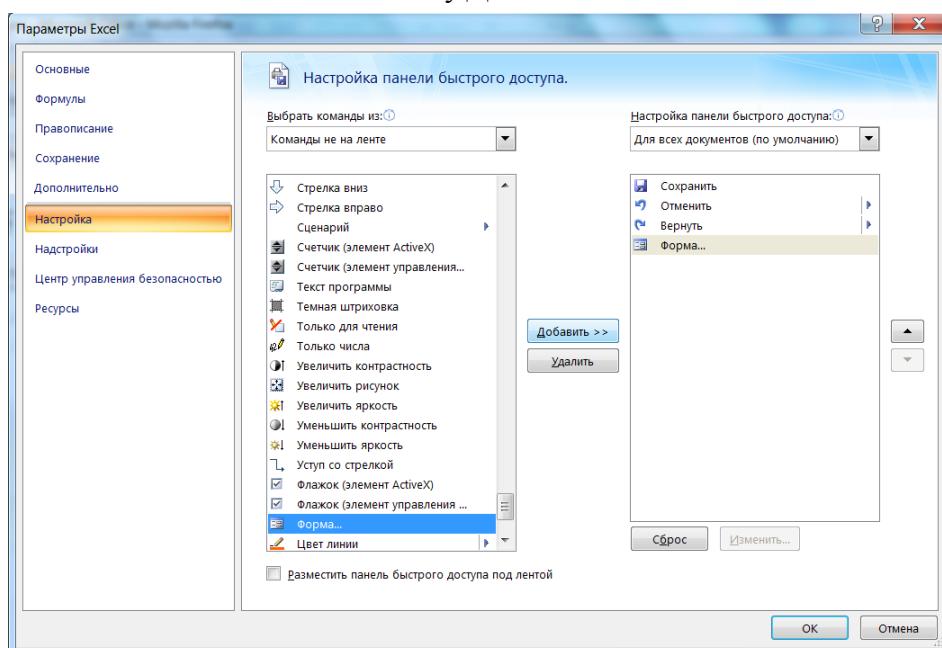 Параметры Excel
Основные
Формулы
Правописание
Сохранение
Дополнительно
Настройка
Надстройки
Центр управления безопасностью
Ресурсы
Настройка панели быстрого доступа.
Выбрать команды из:
Команды не на ленте
Стрелка вниз
Стрелка вправо
Сценарий
Счетчик (элемент ActiveX)
Счетчик (элемент управления...
Текст программы
Темная штриховка
Только для чтения
Только числа
Увеличить контрастность
Увеличить рисунок
Увеличить яркость
Уменьшить контрастность
Уменьшить яркость
Уступ со стрелкой
Флажок (элемент ActiveX)
Флажок (элемент управления ...
Форма...
Цвет линии
Добавить >>
Удалить
Настройка панели быстрого доступа:
Для всех документов (по умолчанию)
Сохранить
Отменить
Вернуть
Форма...
Сброс
Изменить...
Разместить панель быстрого доступа под лентой
ОК
Отмена